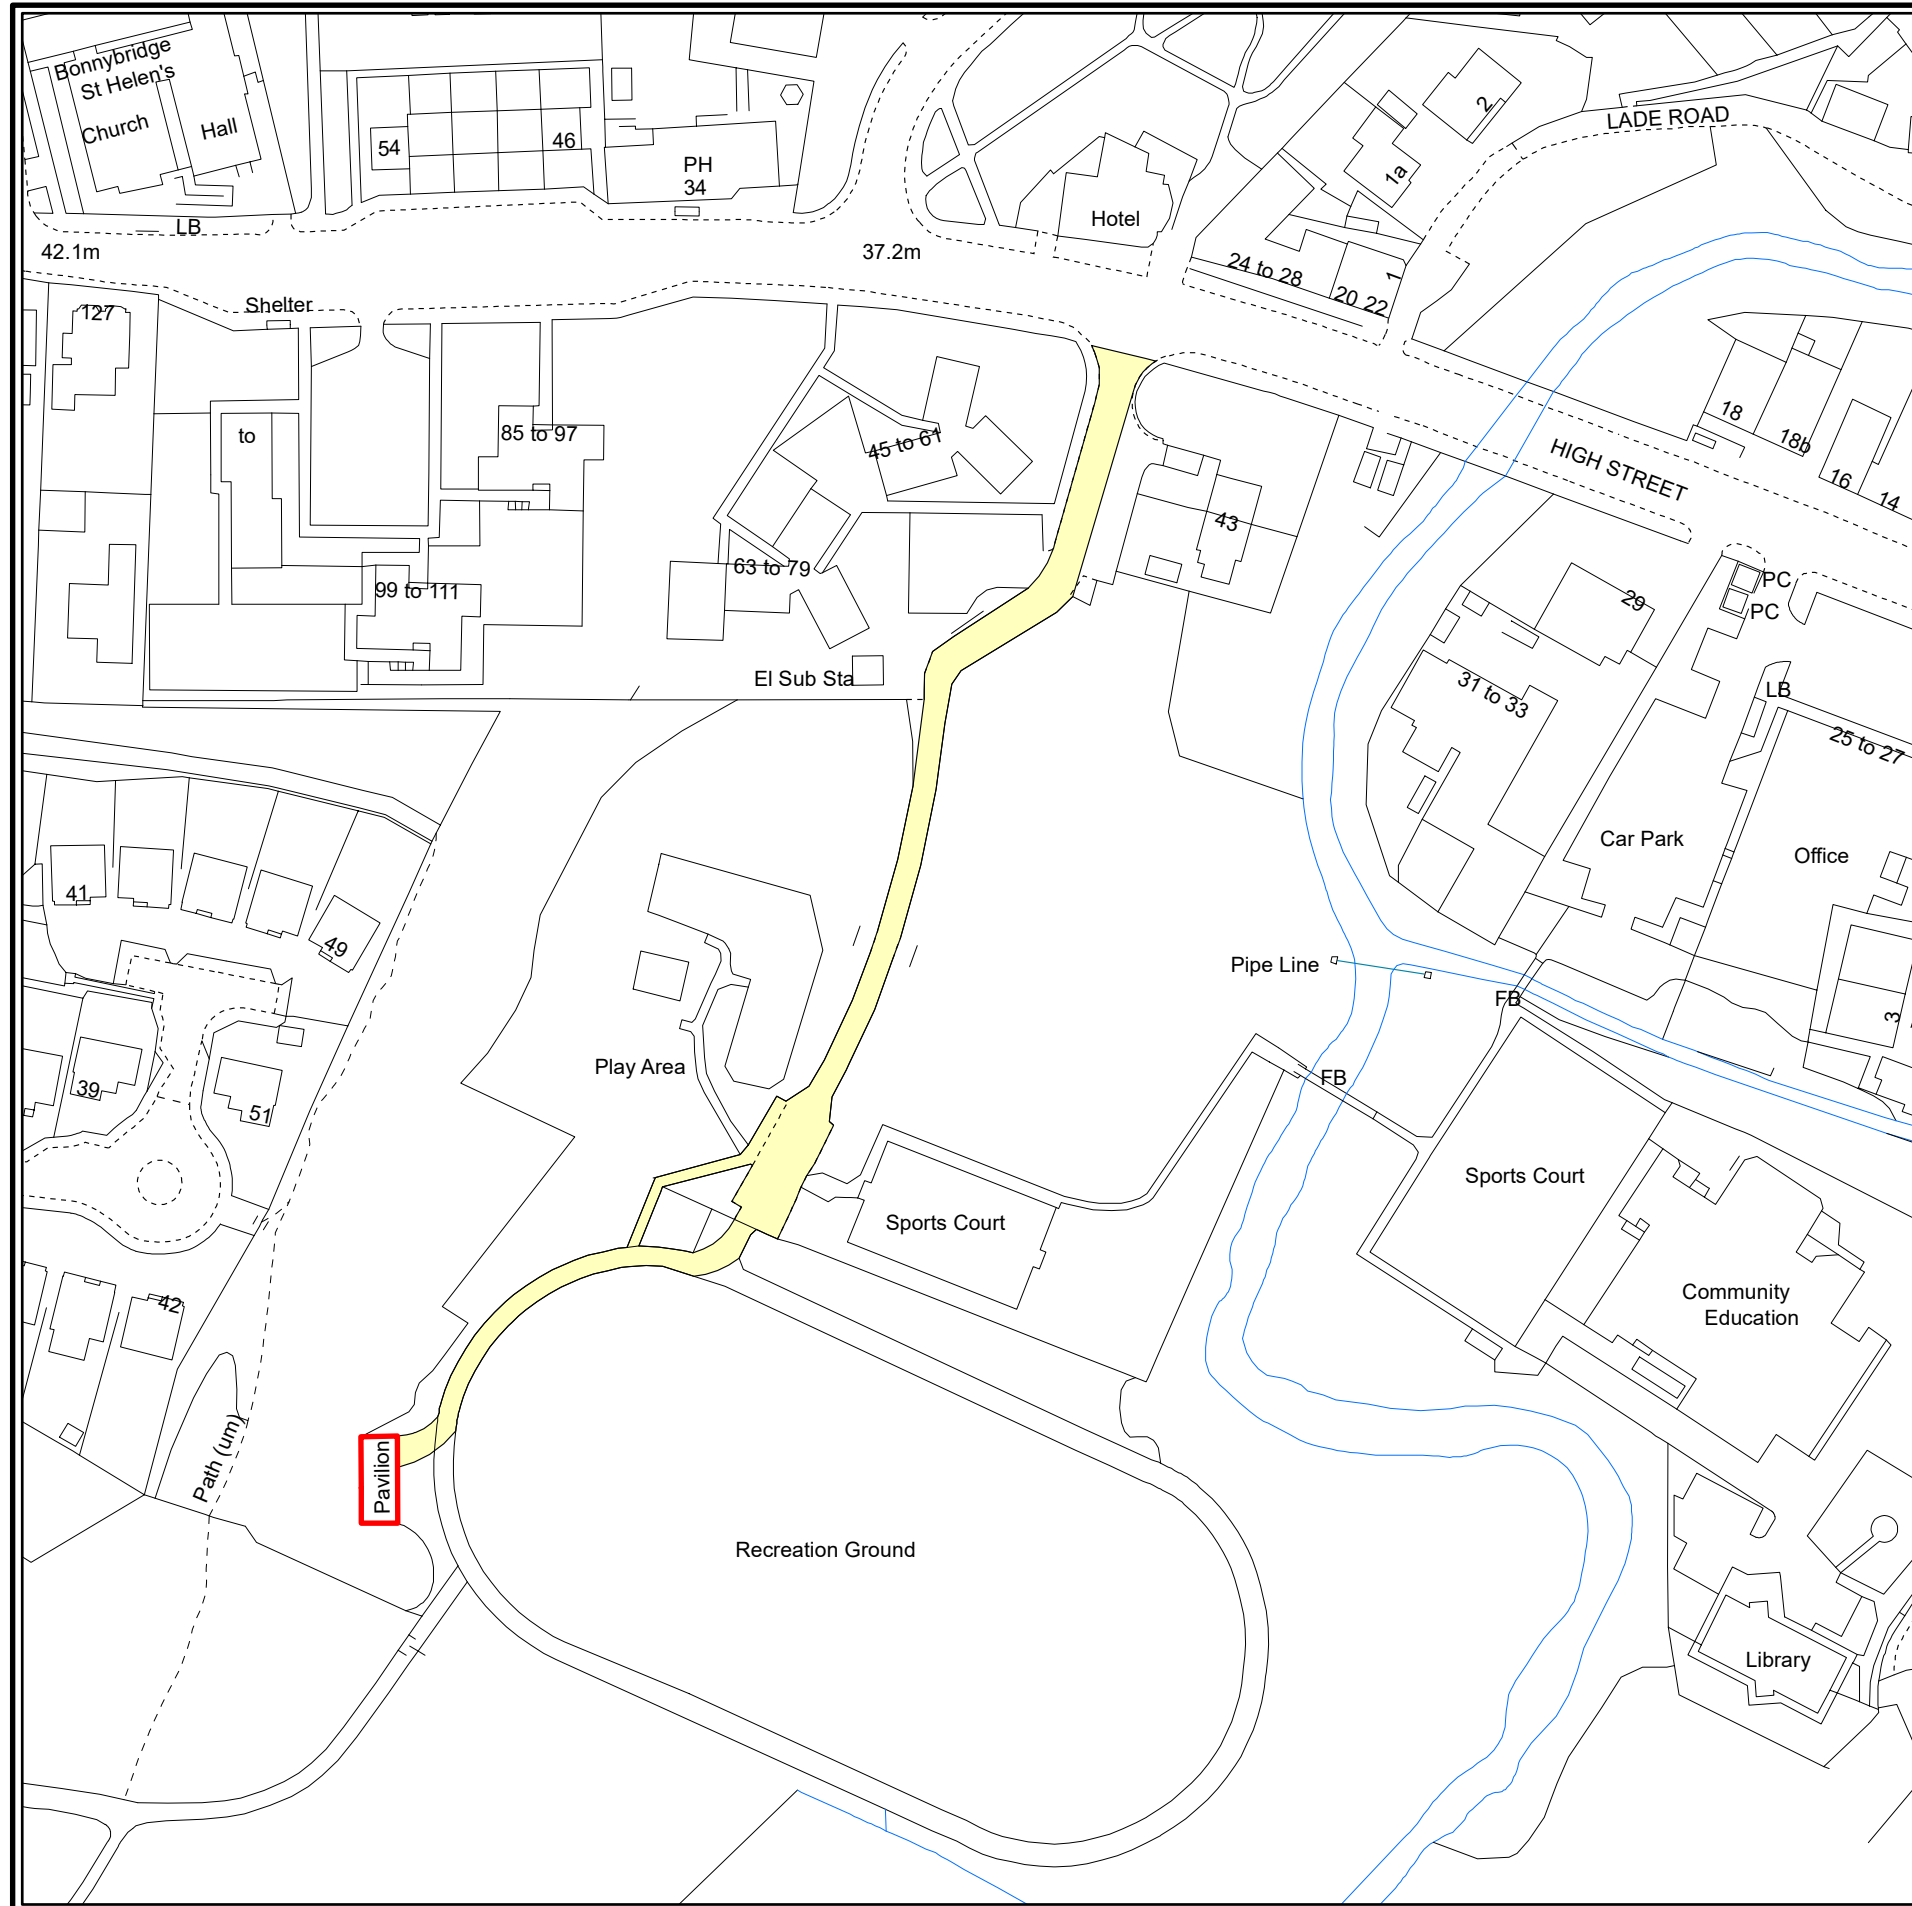 Bonnybridge
St Helen's
Church
Hall
54
46
PH
34
LB
42.1m
37.2m
Hotel
2
1a
LADE ROAD
24 to 28
20
22
1
127
Shelter
to
85 to 97
45 to 61
43
HIGH STREET
18
18b
16
14
99 to 111
63 to 79
El Sub Sta
29
PC
PC
31 to 33
LB
25 to 27
Car Park
Office
41
49
Pipe Line
FB
3
39
51
Play Area
FB
Sports Court
Sports Court
Community
Education
42
Path (um)
Pavilion
Recreation Ground
Library